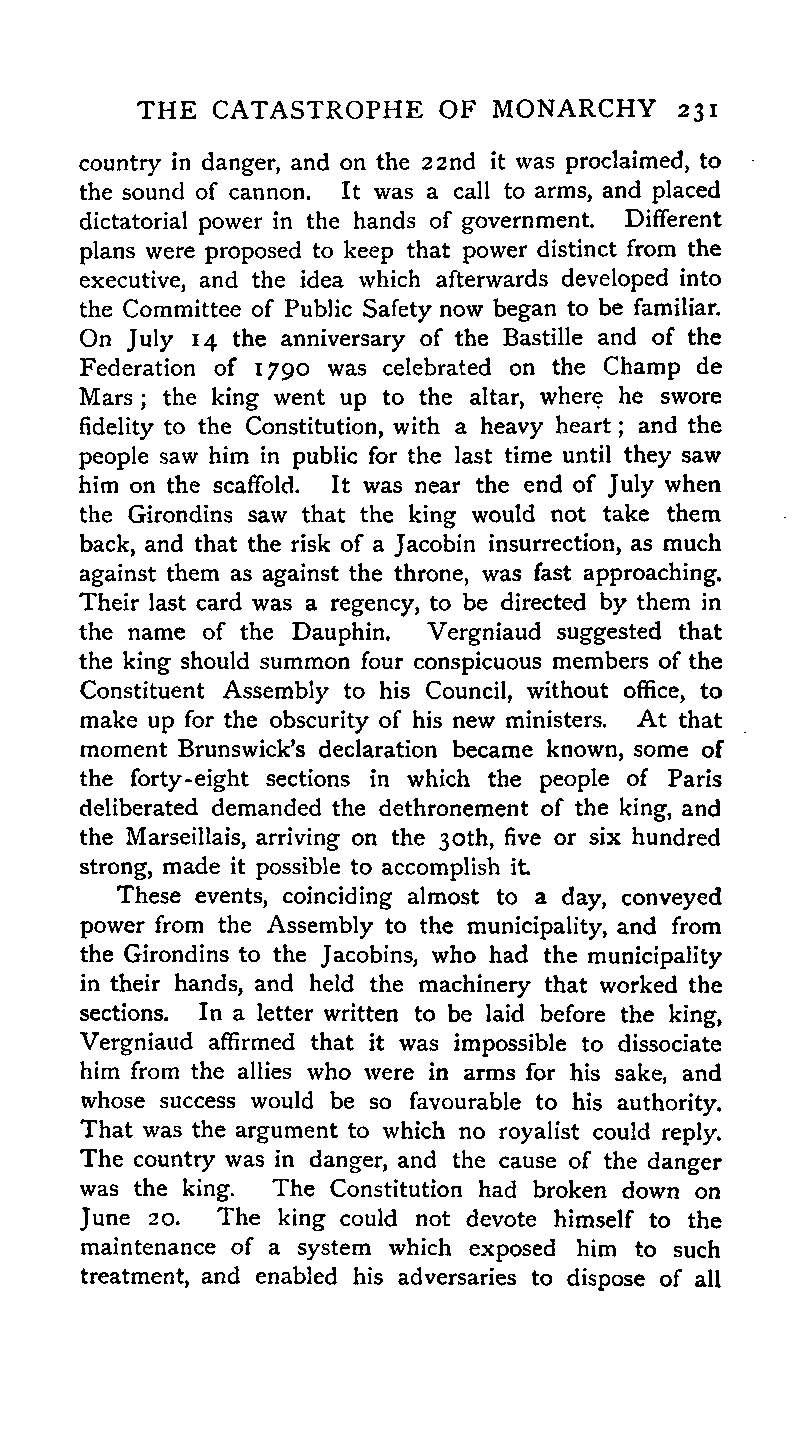 THE CATASTROPHE OF MONARCHY 231
country in danger, and on the 22nd it was proclaimed, to
the sound of cannon. It was a call to arms, and placed
dictatorial power in the hands of government. Different
plans were proposed to keep that power distinct from the
executive, and the idea which afterwards developed into
the Committee of Public Safety now began to be familiar.
On July 14 the anniversary of the Bastille and of the
Federation of 1790 was celebrated on the Champ de
Mars ; the king went up to the altar, where he swore
fidelity to the Constitution, with a heavy heart ; and the
people saw him in public for the last time until they saw
him on the scaffold. It was near the end of July when
the Girondins saw that the king would not take them
back, and that the risk of a Jacobin insurrection, as much
against them as against the throne, was fast approaching.
Their last card was a regency, to be directed by them in
the name of the Dauphin. Vergniaud suggested that
the king should summon four conspicuous members of the
Constituent Assembly to his Council, without office, to
make up for the obscurity of his new ministers. At that
moment Brunswick's declaration became known, some of
the forty-eight sections in which the people of Paris
deliberated demanded the dethronement of the king, and
the Marseillais, arriving on the 30th, five or six hundred
strong, made it possible to accomplish it.
These events, coinciding almost to a day, conveyed
power from the Assembly to the municipality, and from
the Girondins to the Jacobins, who had the municipality
in their hands, and held the machinery that worked the
sections. In a letter written to be laid before the king,
Vergniaud affirmed that it was impossible to dissociate
him from the allies who were in arms for his sake, and
whose success would be so favourable to his authority.
That was the argument to which no royalist could reply.
The country was in danger, and the cause of the danger
was the king. The Constitution had broken down on
June 20. The king could not devote himself to the
maintenance of a system which exposed him to such
treatment, and enabled his adversaries to dispose of all